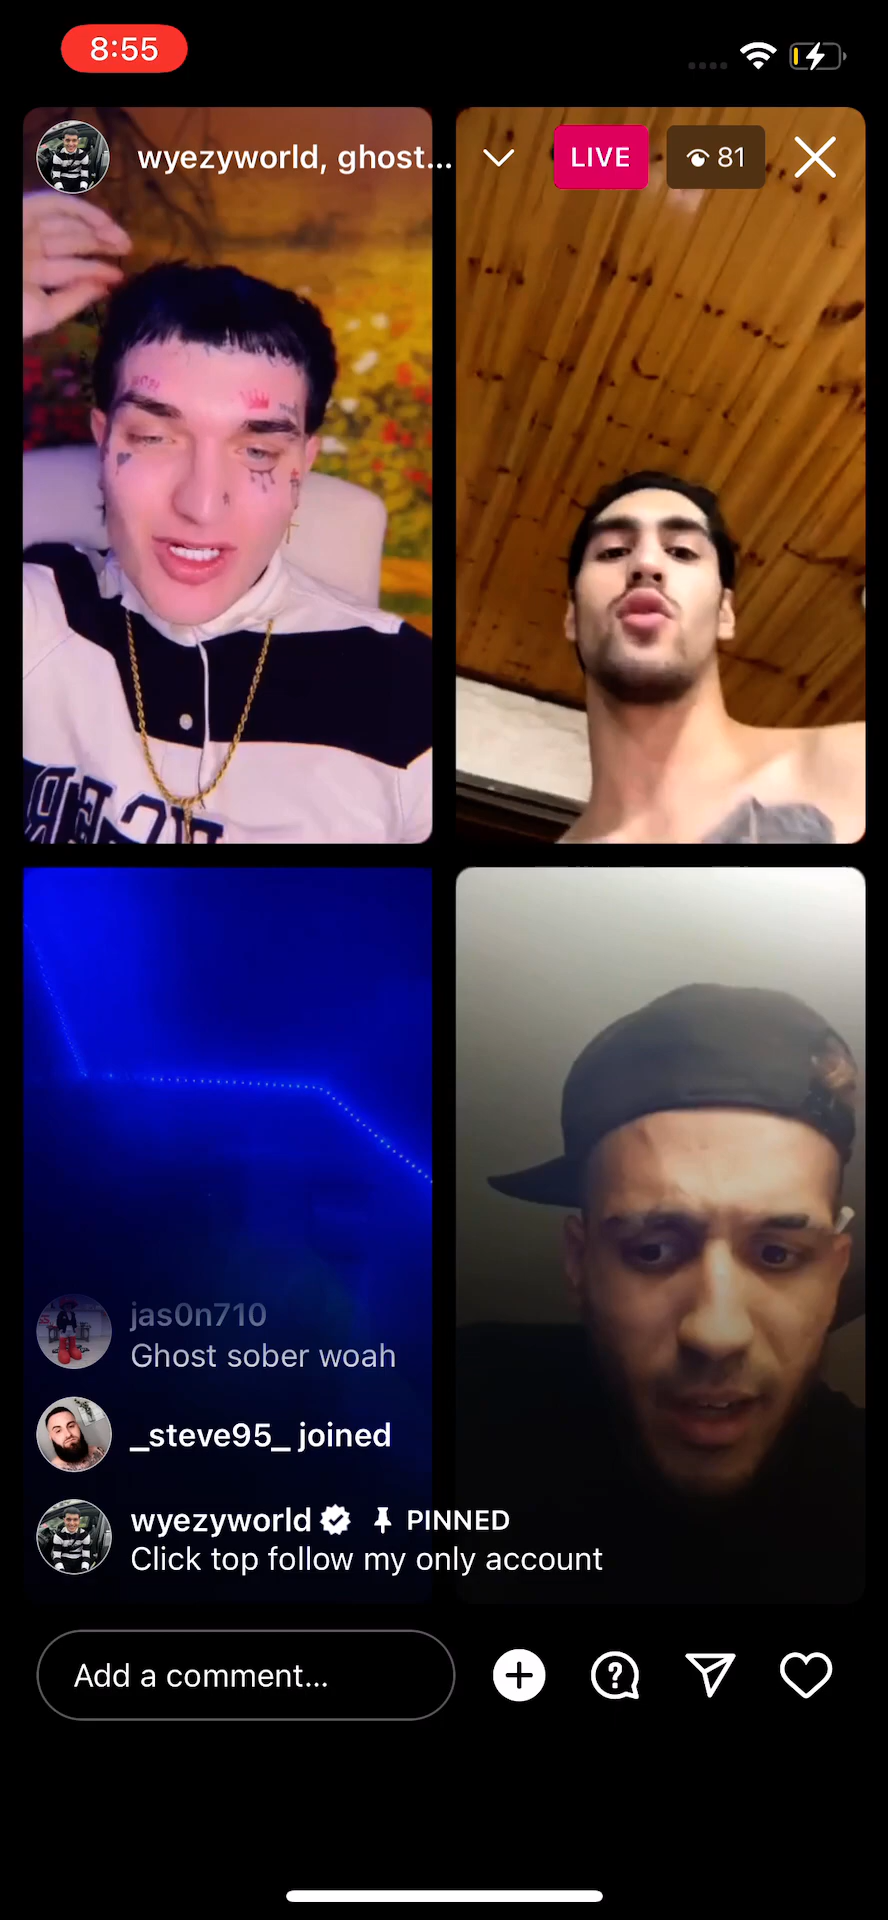 8:55
wyezyworld, ghost...
LIVE
81
jas0n710
Ghost sober woah
_steve95_ joined
wyezyworld PINNED
Click top follow my only account
Add a comment...